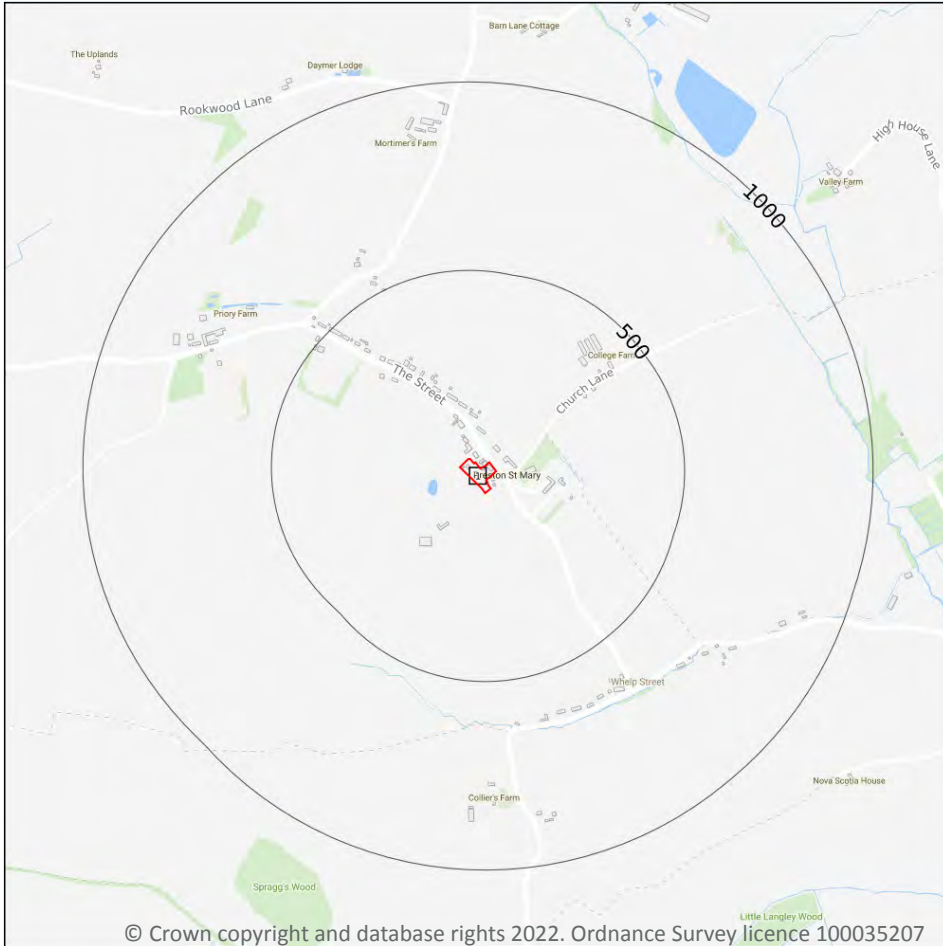 Barn Lane Cottage
The Uplands
Daymer Lodge
Rookwood Lane
High House Lane
Mortimer's Farm
Valley Farm
1000
Priory Farm
500
College Farm
The Street
Church Lane
Preston St Mary
Whelp Street
Nova Scotia House
Collier's Farm
Spragg's Wood
Little Langley Wood
© Crown copyright and database rights 2022. Ordnance Survey licence 100035207